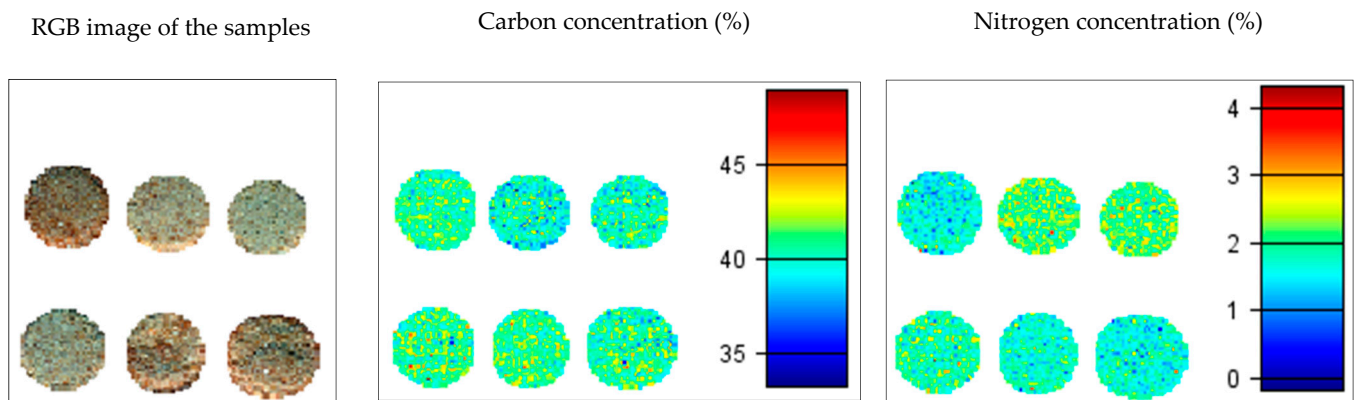 RGB image of the samples
Carbon concentration (%)
Nitrogen concentration (%)
45
40
35
4
3
2
1
0